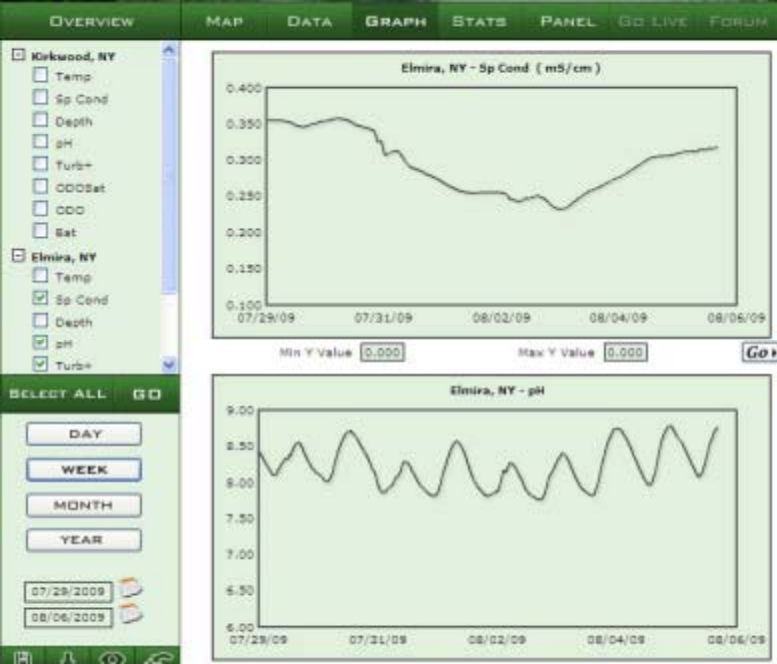 OVERVIEW MAP DATA GRAPH STATS PANEL GO LIVE FORUM
Kirkwood, NY
Temp
Sp Cond
Depth
pH
Turb+
ODOSat
ODO
Bat
Elmira, NY
Temp
Sp Cond
Depth
pH
Turb+
SELECT ALL GO
DAY
WEEK
MONTH
YEAR
07/29/2009
08/06/2009
Elmira, NY - Sp Cond ( mS/cm )
0.400
0.350
0.300
0.250
0.200
0.150
0.100
07/29/09 07/31/09 08/02/09 08/04/09 08/06/09
Min Y Value 0.000 Max Y Value 0.000 Go
Elmira, NY - pH
9.00
8.50
8.00
7.50
7.00
6.50
6.00
07/29/09 07/31/09 08/02/09 08/04/09 08/06/09